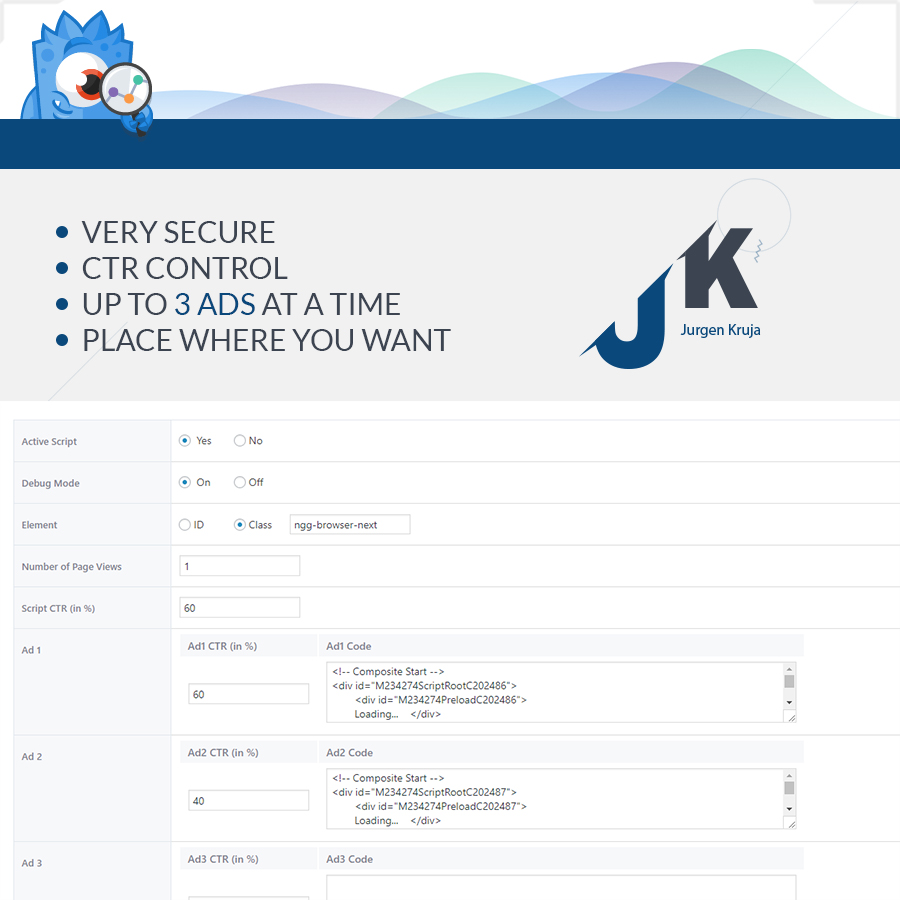 VERY SECURE
CTR CONTROL
UP TO 3 ADS AT A TIME
PLACE WHERE YOU WANT
JK
Jurgen Kruja
Active Script Yes No
Debug Mode On Off
Element ID Class ngg-browser-next
Number of Page Views 1
Script CTR (in %) 60
Ad 1 Ad1 CTR (in %) Ad1 Code
60
<!-- Composite Start -->
<div id="M234274ScriptRootC202486">
<div id="M234274PreloadC202486">
Loading... </div>
Ad 2 Ad2 CTR (in %) Ad2 Code
40
<!-- Composite Start -->
<div id="M234274ScriptRootC202487">
<div id="M234274PreloadC202487">
Loading... </div>
Ad 3 Ad3 CTR (in %) Ad3 Code